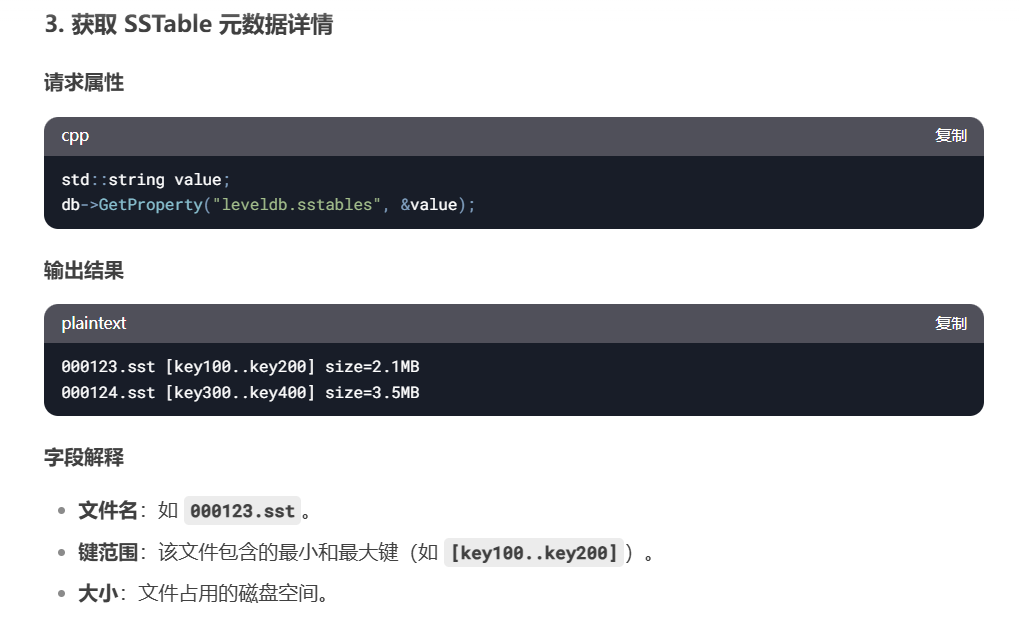 3. 获取 SSTable 元数据详情
请求属性
cpp 复制
std::string value;
db->GetProperty("leveldb.sstables", &value);
输出结果
plaintext 复制
000123.sst [key100..key200] size=2.1MB
000124.sst [key300..key400] size=3.5MB
字段解释
• 文件名：如 000123.sst。
• 键范围：该文件包含的最小和最大键（如 [key100..key200]）。
• 大小：文件占用的磁盘空间。